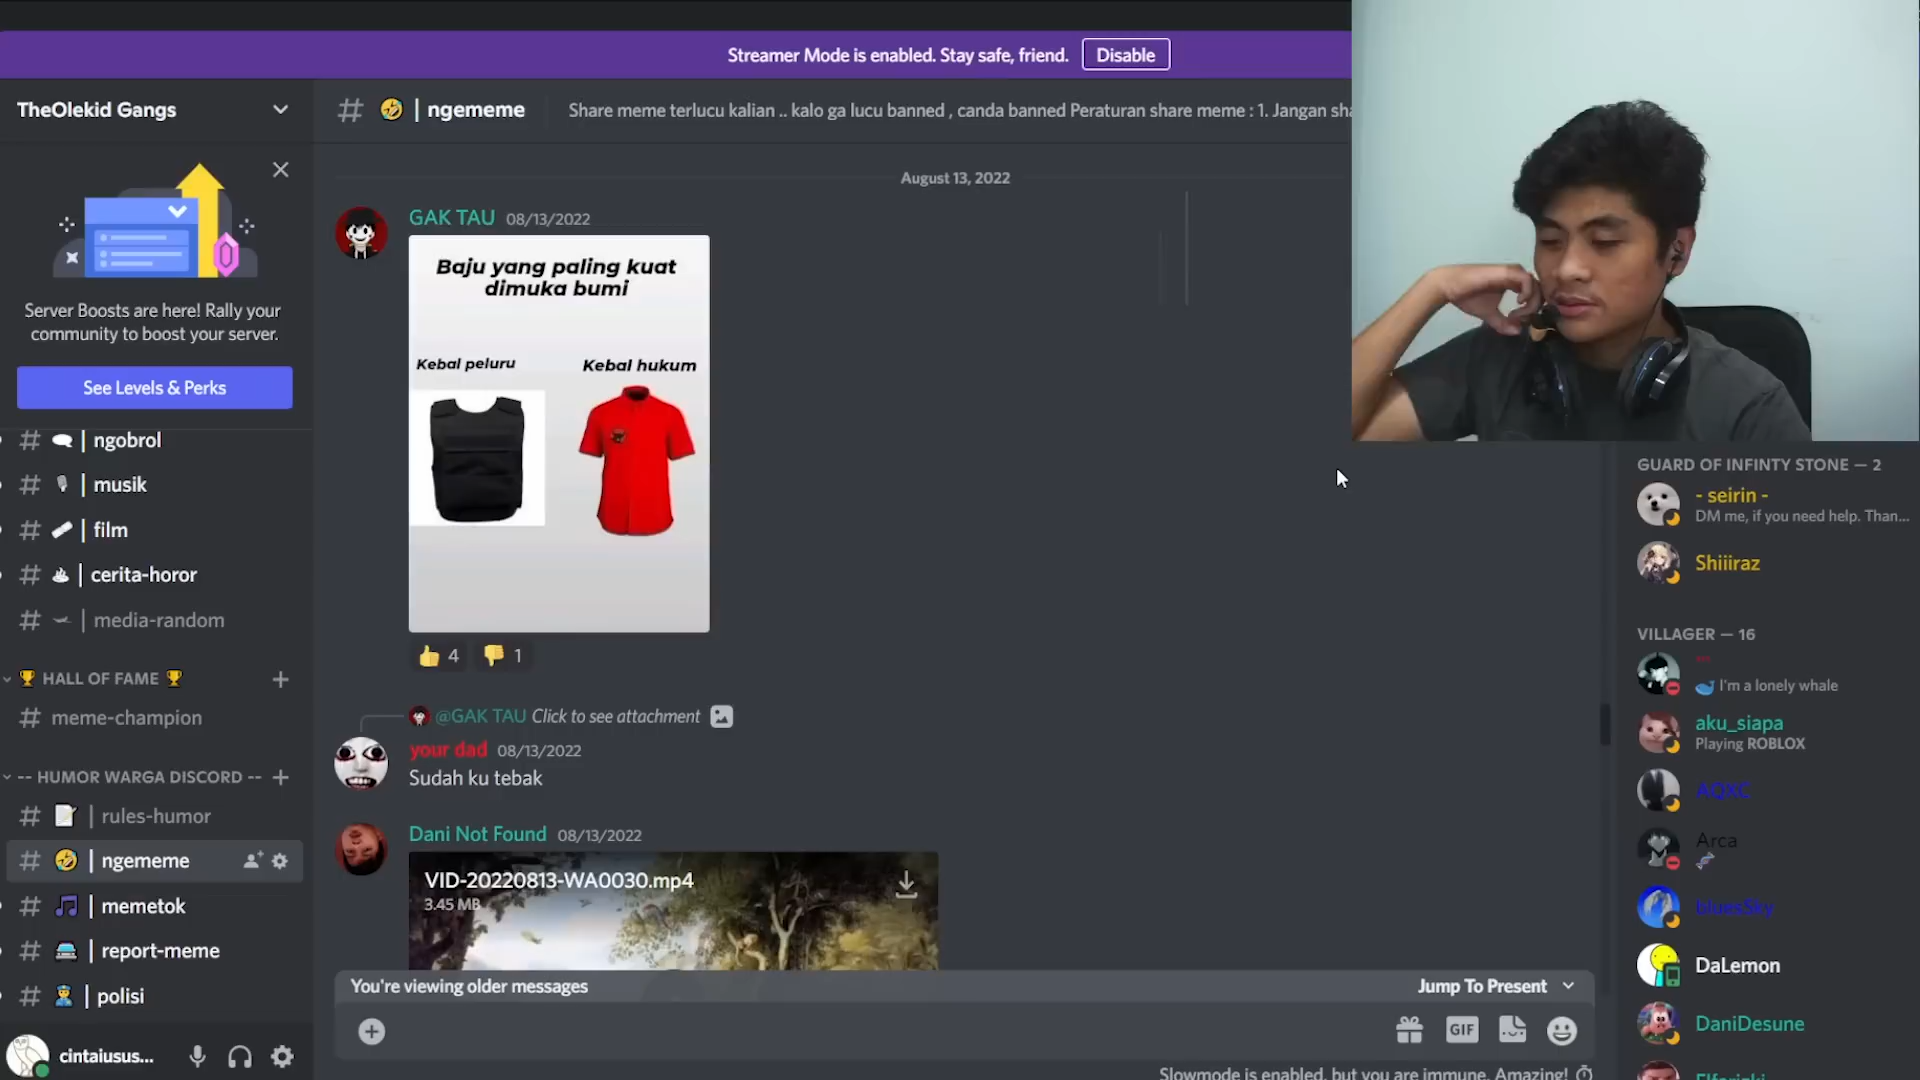 Streamer Mode is enabled. Stay safe, friend.
Disable
TheOlekid Gangs
Server Boosts are here! Rally your
community to boost your server.
See Levels & Perks
# | ngobrol
# | musik
# | film
# | cerita-horor
# | media-random
HALL OF FAME
# meme-champion
-- HUMOR WARGA DISCORD --
# | rules-humor
# 🤣 | ngememe
# | memetok
# | report-meme
# | polisi
cintaiusus...
# 🤣 | ngememe
Share meme terlucu kalian .. kalo ga lucu banned , canda banned Peraturan share meme : 1. Jangan sha
August 13, 2022
GAK TAU 08/13/2022
Baju yang paling kuat
dimuka bumi
Kebal peluru
Kebal hukum
👍 4 👎 1
@GAK TAU Click to see attachment
your dad 08/13/2022
Sudah ku tebak
Dani Not Found 08/13/2022
VID-20220813-WA0030.mp4
3.45 MB
You're viewing older messages
Jump To Present
GIF
Slowmode is enabled, but you are immune. Amazing!
GUARD OF INFINTY STONE — 2
- seirin -
DM me, if you need help. Than...
Shiiiraz
VILLAGER — 16
I'm a lonely whale
aku_siapa
Playing ROBLOX
AQXC
Arca
bluesSky
DaLemon
DaniDesune